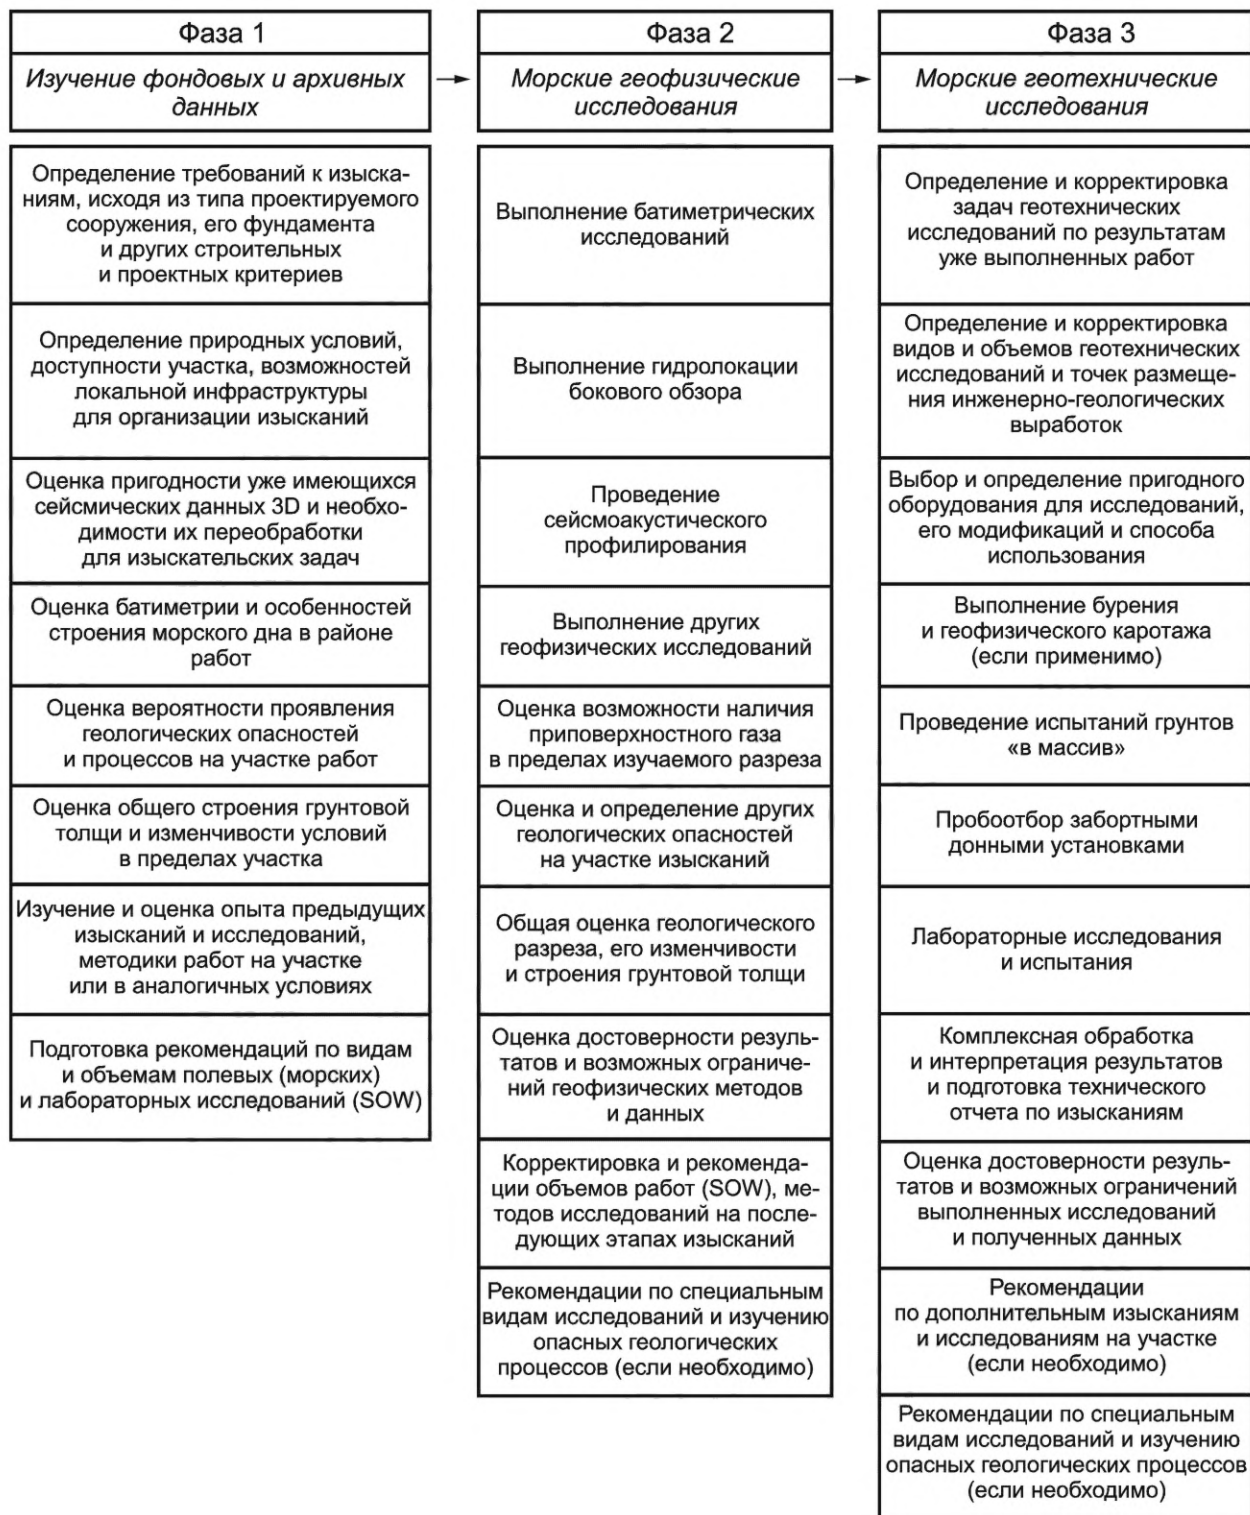 Фаза 1
Изучение фондовых и архивных
данных
Определение требований к изыска-
ниям, исходя из типа проектируемого
сооружения, его фундамента
и других строительных
и проектных критериев
Определение природных условий,
доступности участка, возможностей
локальной инфраструктуры
для организации изысканий
Оценка пригодности уже имеющихся
сейсмических данных 3D и необхо-
димости их переобработки
для изыскательских задач
Оценка батиметрии и особенностей
строения морского дна в районе
работ
Оценка вероятности проявления
геологических опасностей
и процессов на участке работ
Оценка общего строения грунтовой
толщи и изменчивости условий
в пределах участка
Изучение и оценка опыта предыдущих
изысканий и исследований,
методики работ на участке
или в аналогичных условиях
Подготовка рекомендаций по видам
и объемам полевых (морских)
и лабораторных исследований (SOW)
Фаза 2
Морские геофизические
исследования
Выполнение батиметрических
исследований
Выполнение гидролокации
бокового обзора
Проведение
сейсмоакустического
профилирования
Выполнение других
геофизических исследований
Оценка возможности наличия
приповерхностного газа
в пределах изучаемого разреза
Оценка и определение других
геологических опасностей
на участке изысканий
Общая оценка геологического
разреза, его изменчивости
и строения грунтовой толщи
Оценка достоверности резуль-
татов и возможных ограниче-
ний геофизических методов
и данных
Корректировка и рекоменда-
ции объемов работ (SOW), ме-
тодов исследований на после-
дующих этапах изысканий
Рекомендации по специальным
видам исследований и изучению
опасных геологических
процессов (если необходимо)
Фаза 3
Морские геотехнические
исследования
Определение и корректировка
задач геотехнических
исследований по результатам
уже выполненных работ
Определение и корректировка
видов и объемов геотехнических
исследований и точек размеще-
ния инженерно-геологических
выработок
Выбор и определение пригодного
оборудования для исследований,
его модификаций и способа
использования
Выполнение бурения
и геофизического каротажа
(если применимо)
Проведение испытаний грунтов
«в массив»
Пробоотбор забортными
донными установками
Лабораторные исследования
и испытания
Комплексная обработка
и интерпретация результатов
и подготовка технического
отчета по изысканиям
Оценка достоверности резуль-
татов и возможных ограничений
выполненных исследований
и полученных данных
Рекомендации
по дополнительным изысканиям
и исследованиям на участке
(если необходимо)
Рекомендации по специальным
видам исследований и изучению
опасных геологических процессов
(если необходимо)